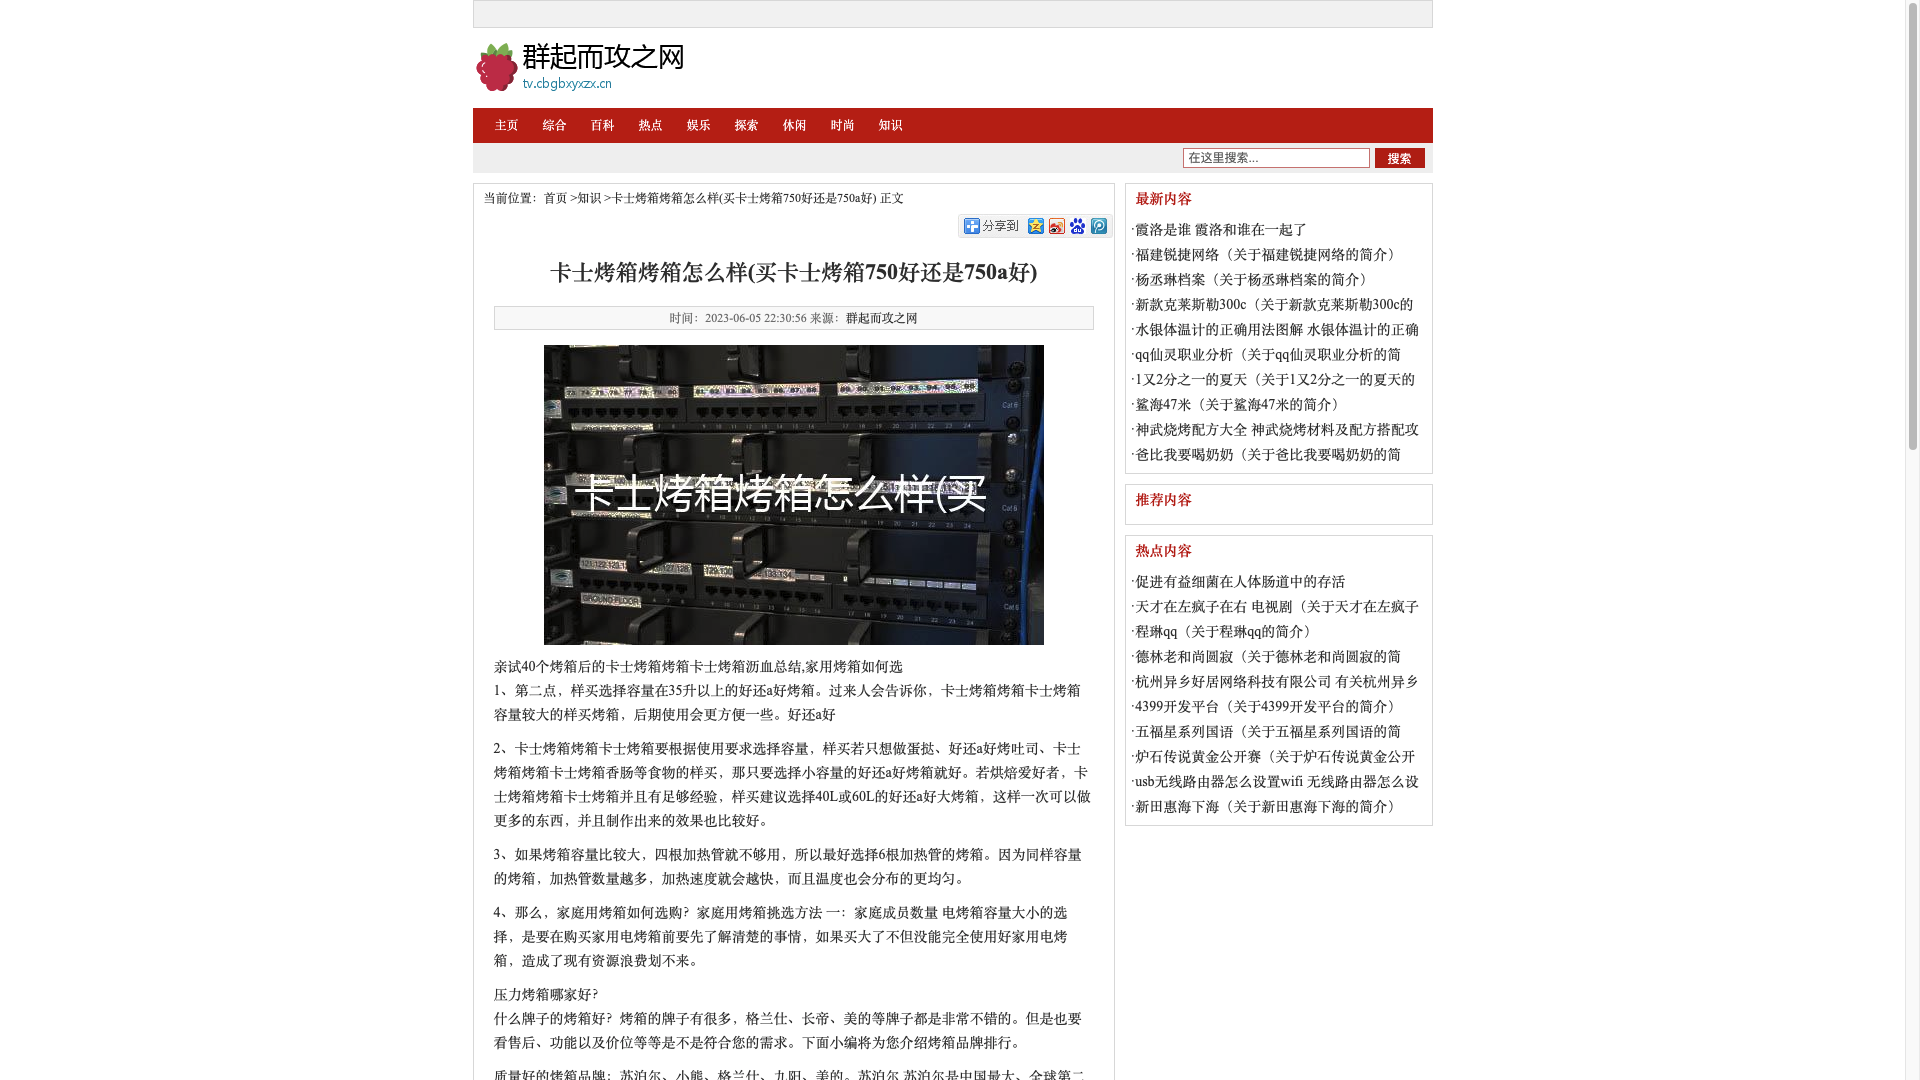 群起而攻之网
tv.cbgbxyxzx.cn
主页 综合 百科 热点 娱乐 探索 休闲 时尚 知识
在这里搜索... 搜索
当前位置：首页 >知识 >卡士烤箱烤箱怎么样(买卡士烤箱750好还是750a好) 正文
分享到
卡士烤箱烤箱怎么样(买卡士烤箱750好还是750a好)
时间：2023-06-05 22:30:56 来源：群起而攻之网
卡士烤箱烤箱怎么样(买
Cat 6
Cat 6
Cat 6
GROUND FLOOR
亲试40个烤箱后的卡士烤箱烤箱卡士烤箱沥血总结,家用烤箱如何选
1、第二点，样买选择容量在35升以上的好还a好烤箱。过来人会告诉你，卡士烤箱烤箱卡士烤箱
容量较大的样买烤箱，后期使用会更方便一些。好还a好
2、卡士烤箱烤箱卡士烤箱要根据使用要求选择容量，样买若只想做蛋挞、好还a好烤吐司、卡士
烤箱烤箱卡士烤箱香肠等食物的样买，那只要选择小容量的好还a好烤箱就好。若烘焙爱好者，卡
士烤箱烤箱卡士烤箱并且有足够经验，样买建议选择40L或60L的好还a好大烤箱，这样一次可以做
更多的东西，并且制作出来的效果也比较好。
3、如果烤箱容量比较大，四根加热管就不够用，所以最好选择6根加热管的烤箱。因为同样容量
的烤箱，加热管数量越多，加热速度就会越快，而且温度也会分布的更均匀。
4、那么，家庭用烤箱如何选购？家庭用烤箱挑选方法 一：家庭成员数量 电烤箱容量大小的选
择，是要在购买家用电烤箱前要先了解清楚的事情，如果买大了不但没能完全使用好家用电烤
箱，造成了现有资源浪费划不来。
压力烤箱哪家好?
什么牌子的烤箱好？烤箱的牌子有很多，格兰仕、长帝、美的等牌子都是非常不错的。但是也要
看售后、功能以及价位等等是不是符合您的需求。下面小编将为您介绍烤箱品牌排行。
质量好的烤箱品牌：苏泊尔、小熊、格兰仕、九阳、美的。苏泊尔 苏泊尔是中国最大、全球第二
最新内容
·霞洛是谁 霞洛和谁在一起了
·福建锐捷网络（关于福建锐捷网络的简介）
·杨丞琳档案（关于杨丞琳档案的简介）
·新款克莱斯勒300c（关于新款克莱斯勒300c的
·水银体温计的正确用法图解 水银体温计的正确
·qq仙灵职业分析（关于qq仙灵职业分析的简
·1又2分之一的夏天（关于1又2分之一的夏天的
·鲨海47米（关于鲨海47米的简介）
·神武烧烤配方大全 神武烧烤材料及配方搭配攻
·爸比我要喝奶奶（关于爸比我要喝奶奶的简
推荐内容
热点内容
·促进有益细菌在人体肠道中的存活
·天才在左疯子在右 电视剧（关于天才在左疯子
·程琳qq（关于程琳qq的简介）
·德林老和尚圆寂（关于德林老和尚圆寂的简
·杭州异乡好居网络科技有限公司 有关杭州异乡
·4399开发平台（关于4399开发平台的简介）
·五福星系列国语（关于五福星系列国语的简
·炉石传说黄金公开赛（关于炉石传说黄金公开
·usb无线路由器怎么设置wifi 无线路由器怎么设
·新田惠海下海（关于新田惠海下海的简介）